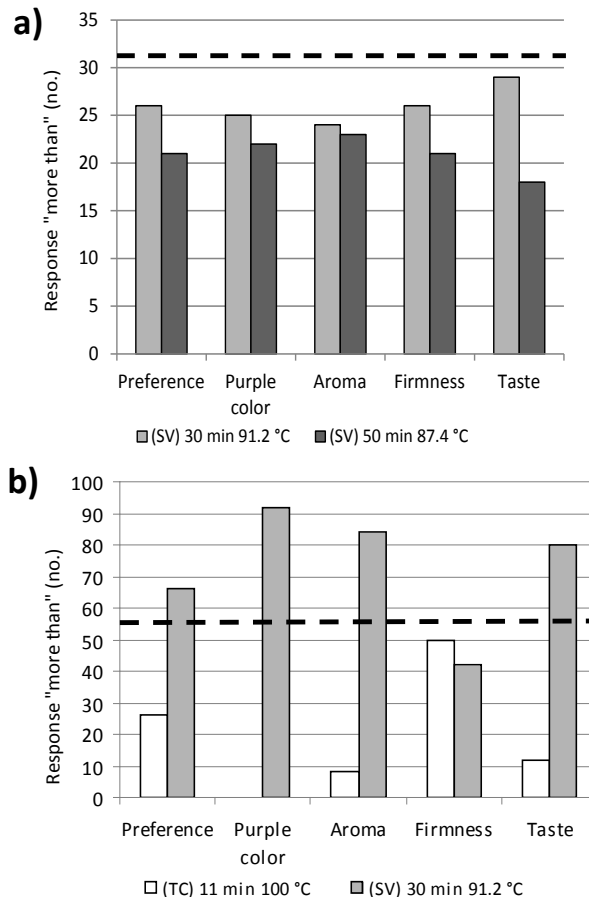 a)
Response "more than" (no.)
35
30
25
20
15
10
5
0
Preference
Purple
color
Aroma
Firmness
Taste
(SV) 30 min 91.2 °C
(SV) 50 min 87.4 °C
b)
Response "more than" (no.)
100
90
80
70
60
50
40
30
20
10
0
Preference
Purple
color
Aroma
Firmness
Taste
(TC) 11 min 100 °C
(SV) 30 min 91.2 °C